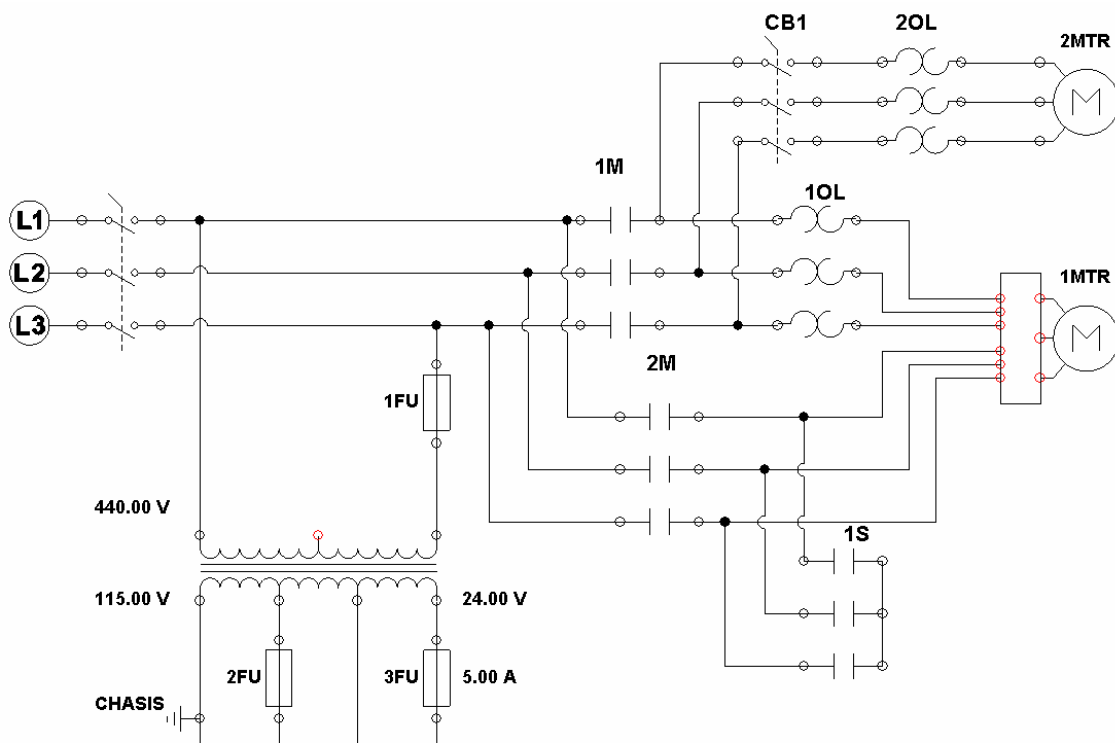 CB1
2OL
2MTR
1M
1OL
L1
L2
L3
1MTR
M
M
2M
1FU
440.00 V
1S
115.00 V
24.00 V
2FU
3FU
5.00 A
CHASIS